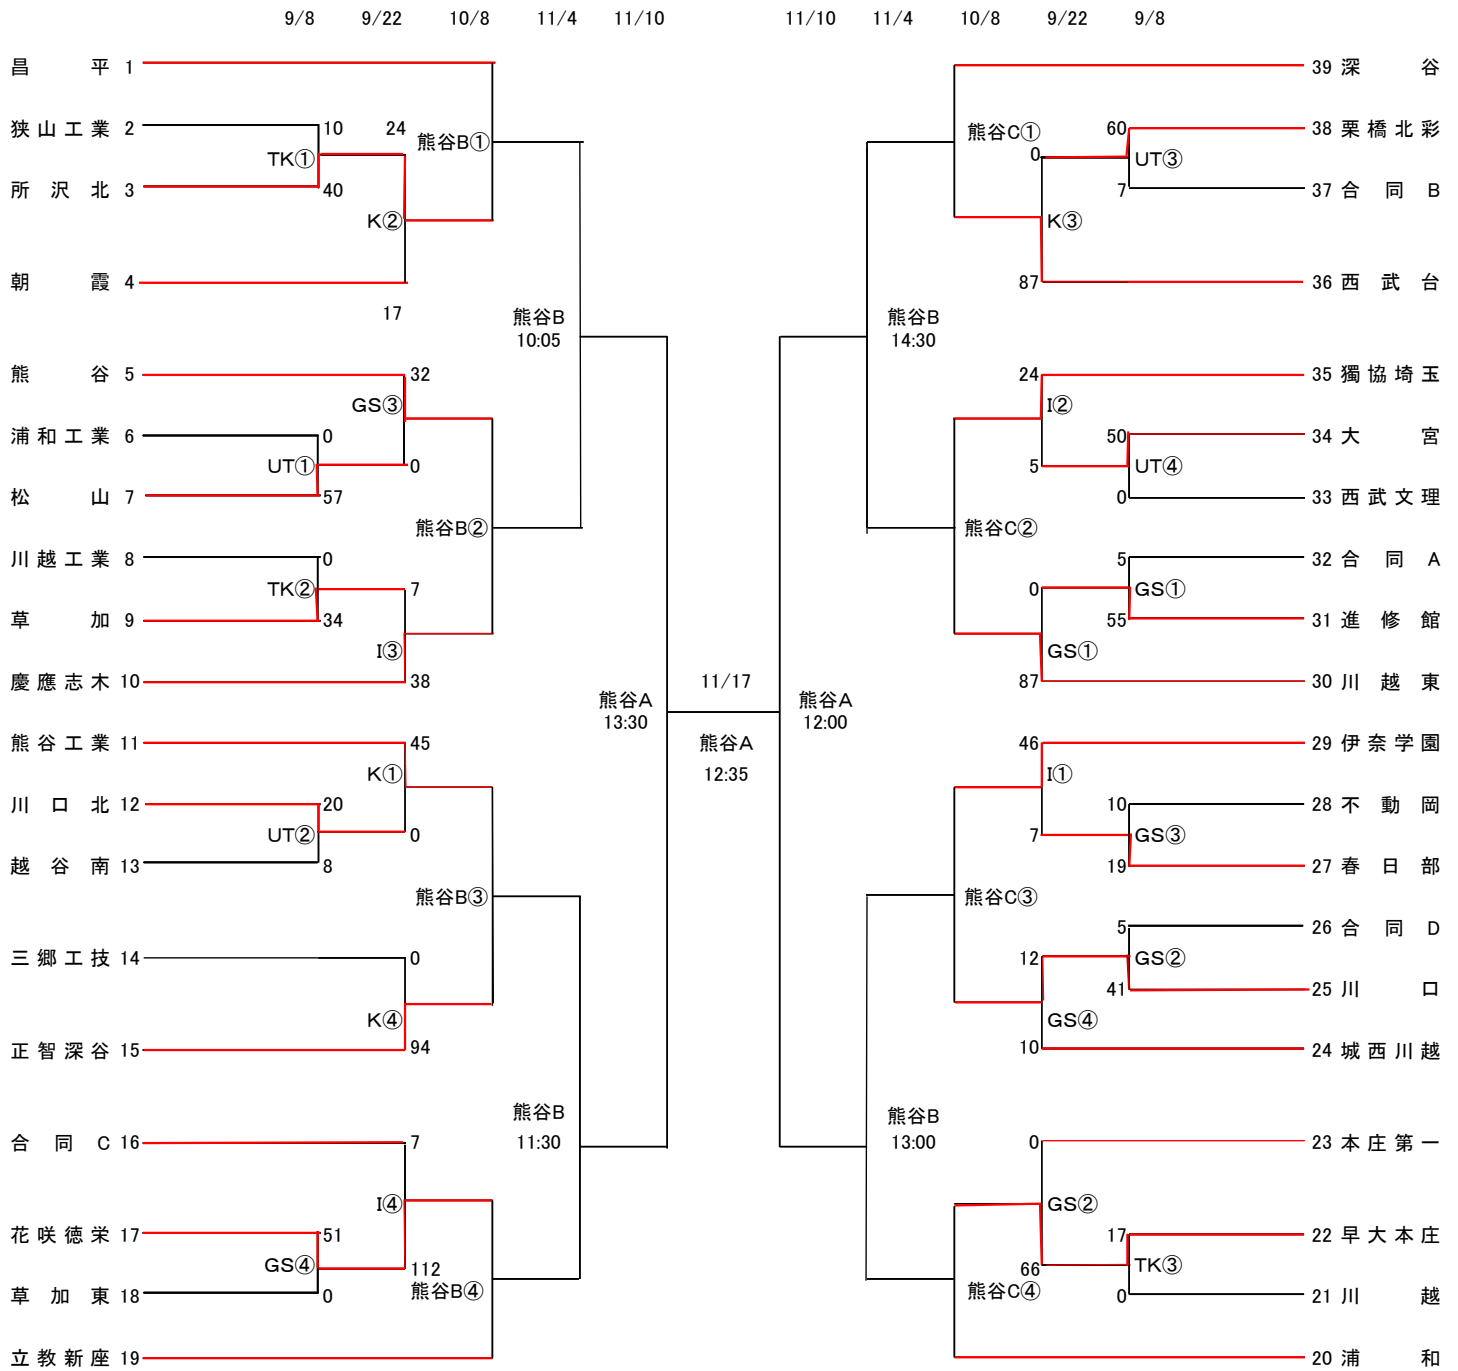 9/8 9/22 10/8 11/4 11/10 11/10 11/4 10/8 9/22 9/8
昌平 1
39 深谷
狭山工業 2 10 24
熊谷B①
熊谷C① 60 38 栗橋北彩
TK①
0 UT③
所沢北 3 40
7 37 合同B
K②
K③
朝霞 4
87 36 西武台
17
熊谷B
10:05
熊谷B
14:30
熊谷 5 32
24 35 獨協埼玉
GS③
I②
浦和工業 6 0
50 34 大宮
UT① 0
5 UT④
松山 7 57
0 33 西武文理
熊谷B②
熊谷C②
川越工業 8 0
5 32 合同A
TK② 7
0 GS①
草加 9 34
55 31 進修館
I③
GS①
慶應志木 10 38
11/17
87 30 川越東
熊谷A
13:30
熊谷A
12:00
熊谷工業 11 45
熊谷A
46 29 伊奈学園
K①
12:35
I①
川口北 12 20
10 28 不動岡
UT② 0
7 GS③
越谷南 13 8
19 27 春日部
熊谷B③
熊谷C③
5 26 合同D
三郷工技 14 0
12 GS②
41 25 川口
K④
GS④
正智深谷 15 94
10 24 城西川越
熊谷B
11:30
熊谷B
13:00
合同C 16 7
0 23 本庄第一
I④
GS②
花咲徳栄 17 51
17 22 早大本庄
GS④ 112
66 TK③
熊谷B④
熊谷C④
草加東 18 0
0 21 川越
立教新座 19
20 浦和